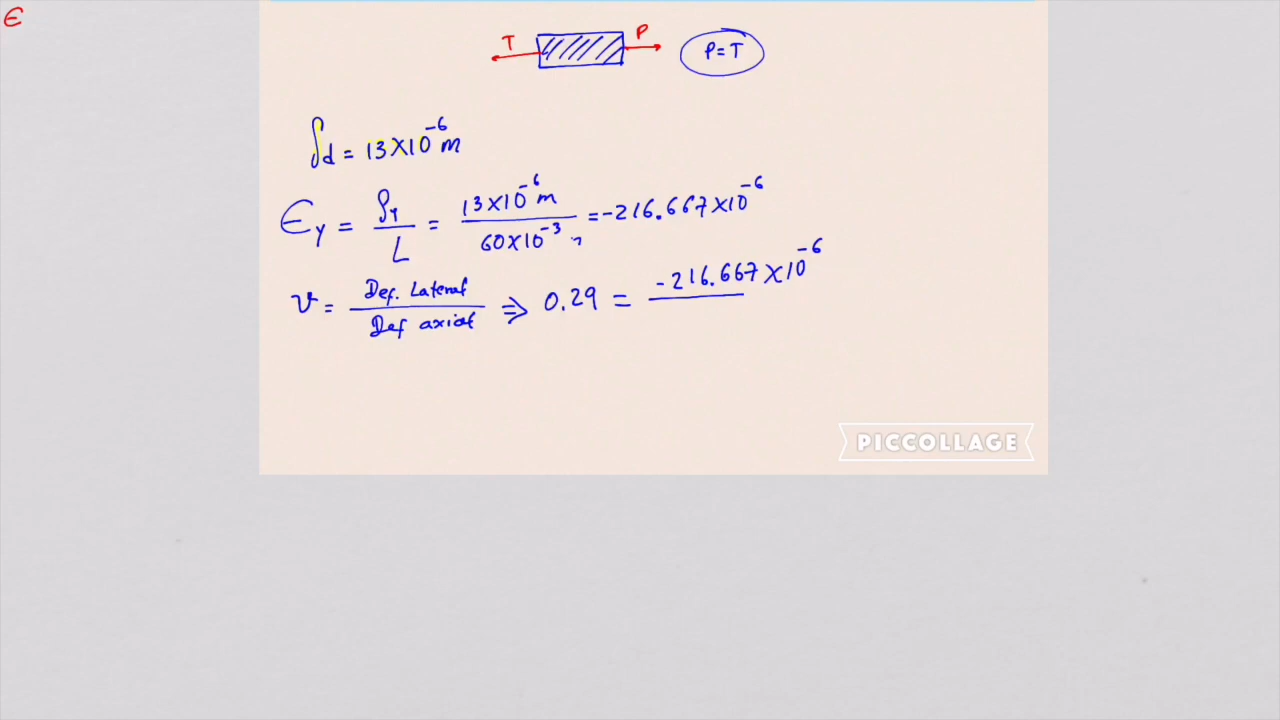 ϵ
T P P=T
δd = 13×10⁻⁶ m
ϵy = δy / L = 13×10⁻⁶ m / 60×10⁻³ = -216.667×10⁻⁶
ν = Def. Lateral / Def axial ⇒ 0.29 = -216.667×10⁻⁶
PICCOLLAGE